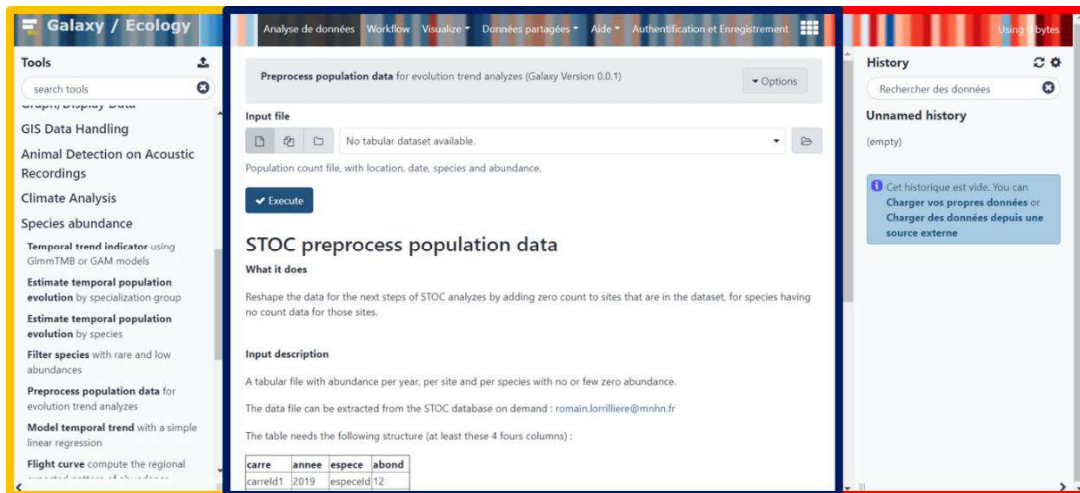 Galaxy / Ecology
Analyse de données Workflow Visualize Données partagées Aide Authentification et Enregistrement
Using bytes
Tools
search tools
Graph/Display Data
GIS Data Handling
Animal Detection on Acoustic
Recordings
Climate Analysis
Species abundance
Temporal trend indicator using
GlmmTMB or GAM models
Estimate temporal population
evolution by specialization group
Estimate temporal population
evolution by species
Filter species with rare and low
abundances
Preprocess population data for
evolution trend analyzes
Model temporal trend with a simple
linear regression
Flight curve compute the regional
expected pattern of abundance
Preprocess population data for evolution trend analyzes (Galaxy Version 0.0.1)
Options
Input file
No tabular dataset available.
Population count file, with location, date, species and abundance.
Execute
STOC preprocess population data
What it does
Reshape the data for the next steps of STOC analyzes by adding zero count to sites that are in the dataset, for species having
no count data for those sites.
Input description
A tabular file with abundance per year, per site and per species with no or few zero abundance.
The data file can be extracted from the STOC database on demand : romain.lorrilliere@mnhn.fr
The table needs the following structure (at least these 4 fours columns) :
carre annee espece abond
carreId1 2019 especeId 12
History
Rechercher des données
Unnamed history
(empty)
Cet historique est vide. You can
Charger vos propres données or
Charger des données depuis une
source externe